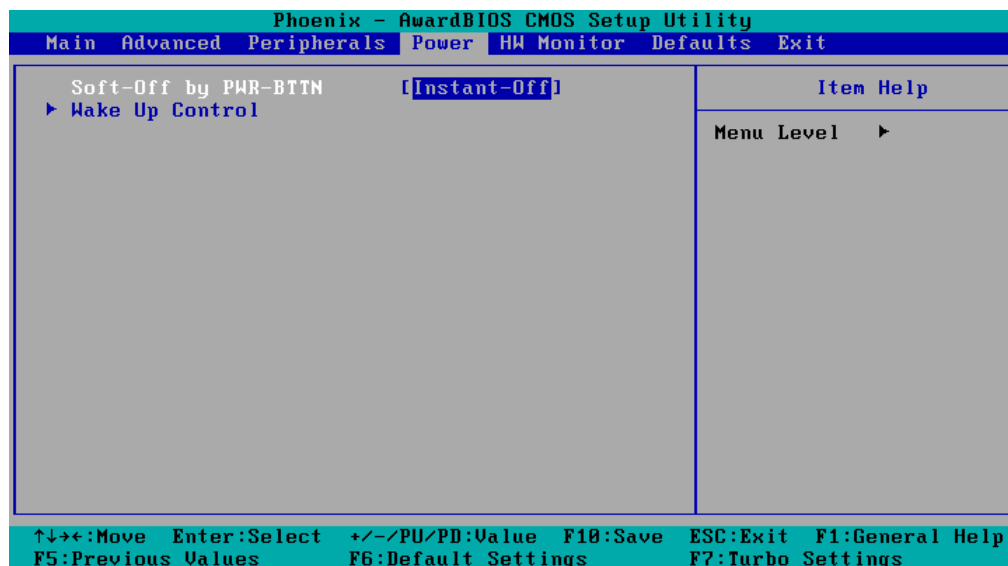 Phoenix - AwardBIOS CMOS Setup Utility
Main Advanced Peripherals Power HW Monitor Defaults Exit
Soft-Off by PWR-BTTN [Instant-Off]
▶ Wake Up Control
Item Help
Menu Level ▶
↑↓→←:Move Enter:Select +/-/PU/PD:Value F10:Save ESC:Exit F1:General Help
F5:Previous Values F6:Default Settings F7:Turbo Settings